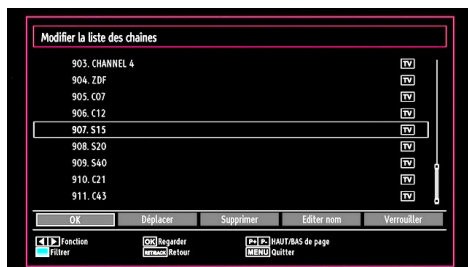 Modifier la liste des chaînes
903. CHANNEL 4 TV
904. ZDF TV
905. C07 TV
906. C12 TV
907. S15 TV
908. S20 TV
909. S40 TV
910. C21 TV
911. C43 TV
OK Déplacer Supprimer Editer nom Verrouiller
Fonction OK Regarder P+ P- HAUT/BAS de page
Filtrer RET/BACK Retour MENU Quitter